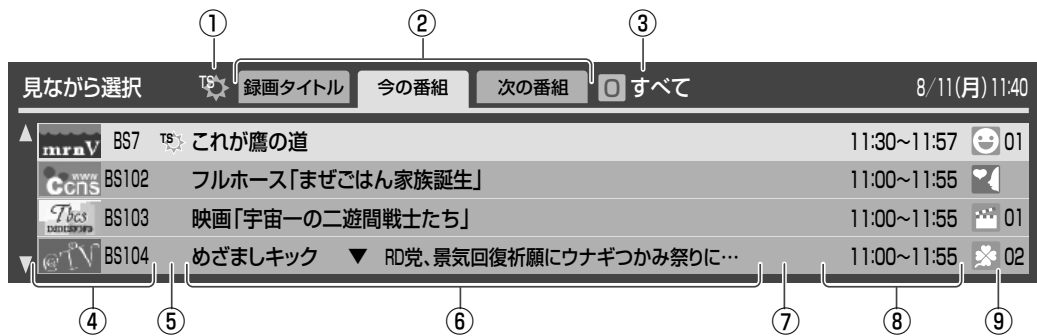 ① ② ③
見ながら選択 TS 録画タイトル 今の番組 次の番組 0 すべて 8/11(月)11:40
mrnV BS7 TS これが鷹の道 11:30~11:57 01
www Ccns BS102 フルホース「まぜごはん家族誕生」 11:00~11:55
Tbcs BS103 映画「宇宙一の二遊間戦士たち」 11:00~11:55 01
@TV BS104 めざましキック ▼ RD党、景気回復祈願にウナギつかみ祭りに… 11:00~11:55 02
④ ⑤ ⑥ ⑦ ⑧ ⑨